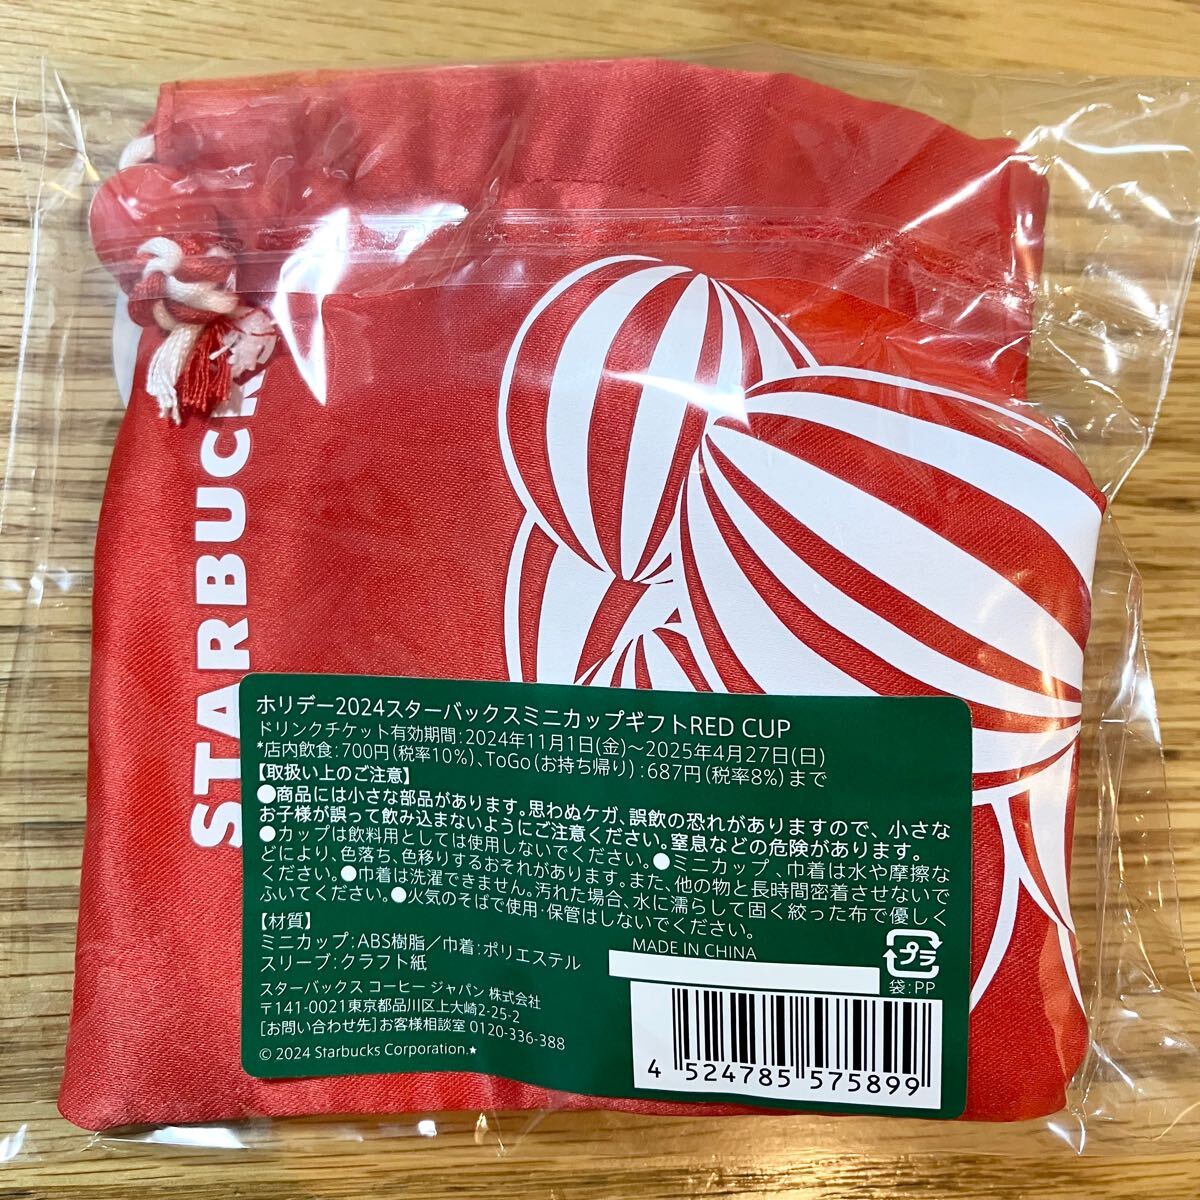 STARBUCK
ホリデー2024スターバックスミニカップギフトRED CUP
ドリンクチケット有効期間:2024年11月1日(金)～2025年4月27日(日)
*店内飲食:700円(税率10%)、ToGo(お持ち帰り):687円(税率8%)まで
【取扱い上のご注意】
●商品には小さな部品があります。思わぬケガ、誤飲の恐れがありますので、小さな
お子様が誤って飲み込まないようにご注意ください。窒息などの危険があります。
●カップは飲料用としては使用しないでください。●ミニカップ、巾着は水や摩擦な
どにより、色落ち、色移りするおそれがあります。また、他の物と長時間密着させないで
ください。●巾着は洗濯できません。汚れた場合、水に濡らして固く絞った布で優しく
ふいてください。●火気のそばで使用・保管はしないでください。
【材質】
ミニカップ:ABS樹脂／巾着:ポリエステル
スリーブ:クラフト紙
スターバックス コーヒー ジャパン 株式会社
〒141-0021東京都品川区上大崎2-25-2
[お問い合わせ先]お客様相談室 0120-336-388
© 2024 Starbucks Corporation.★
MADE IN CHINA
プラ
袋:PP
4 524785 575899